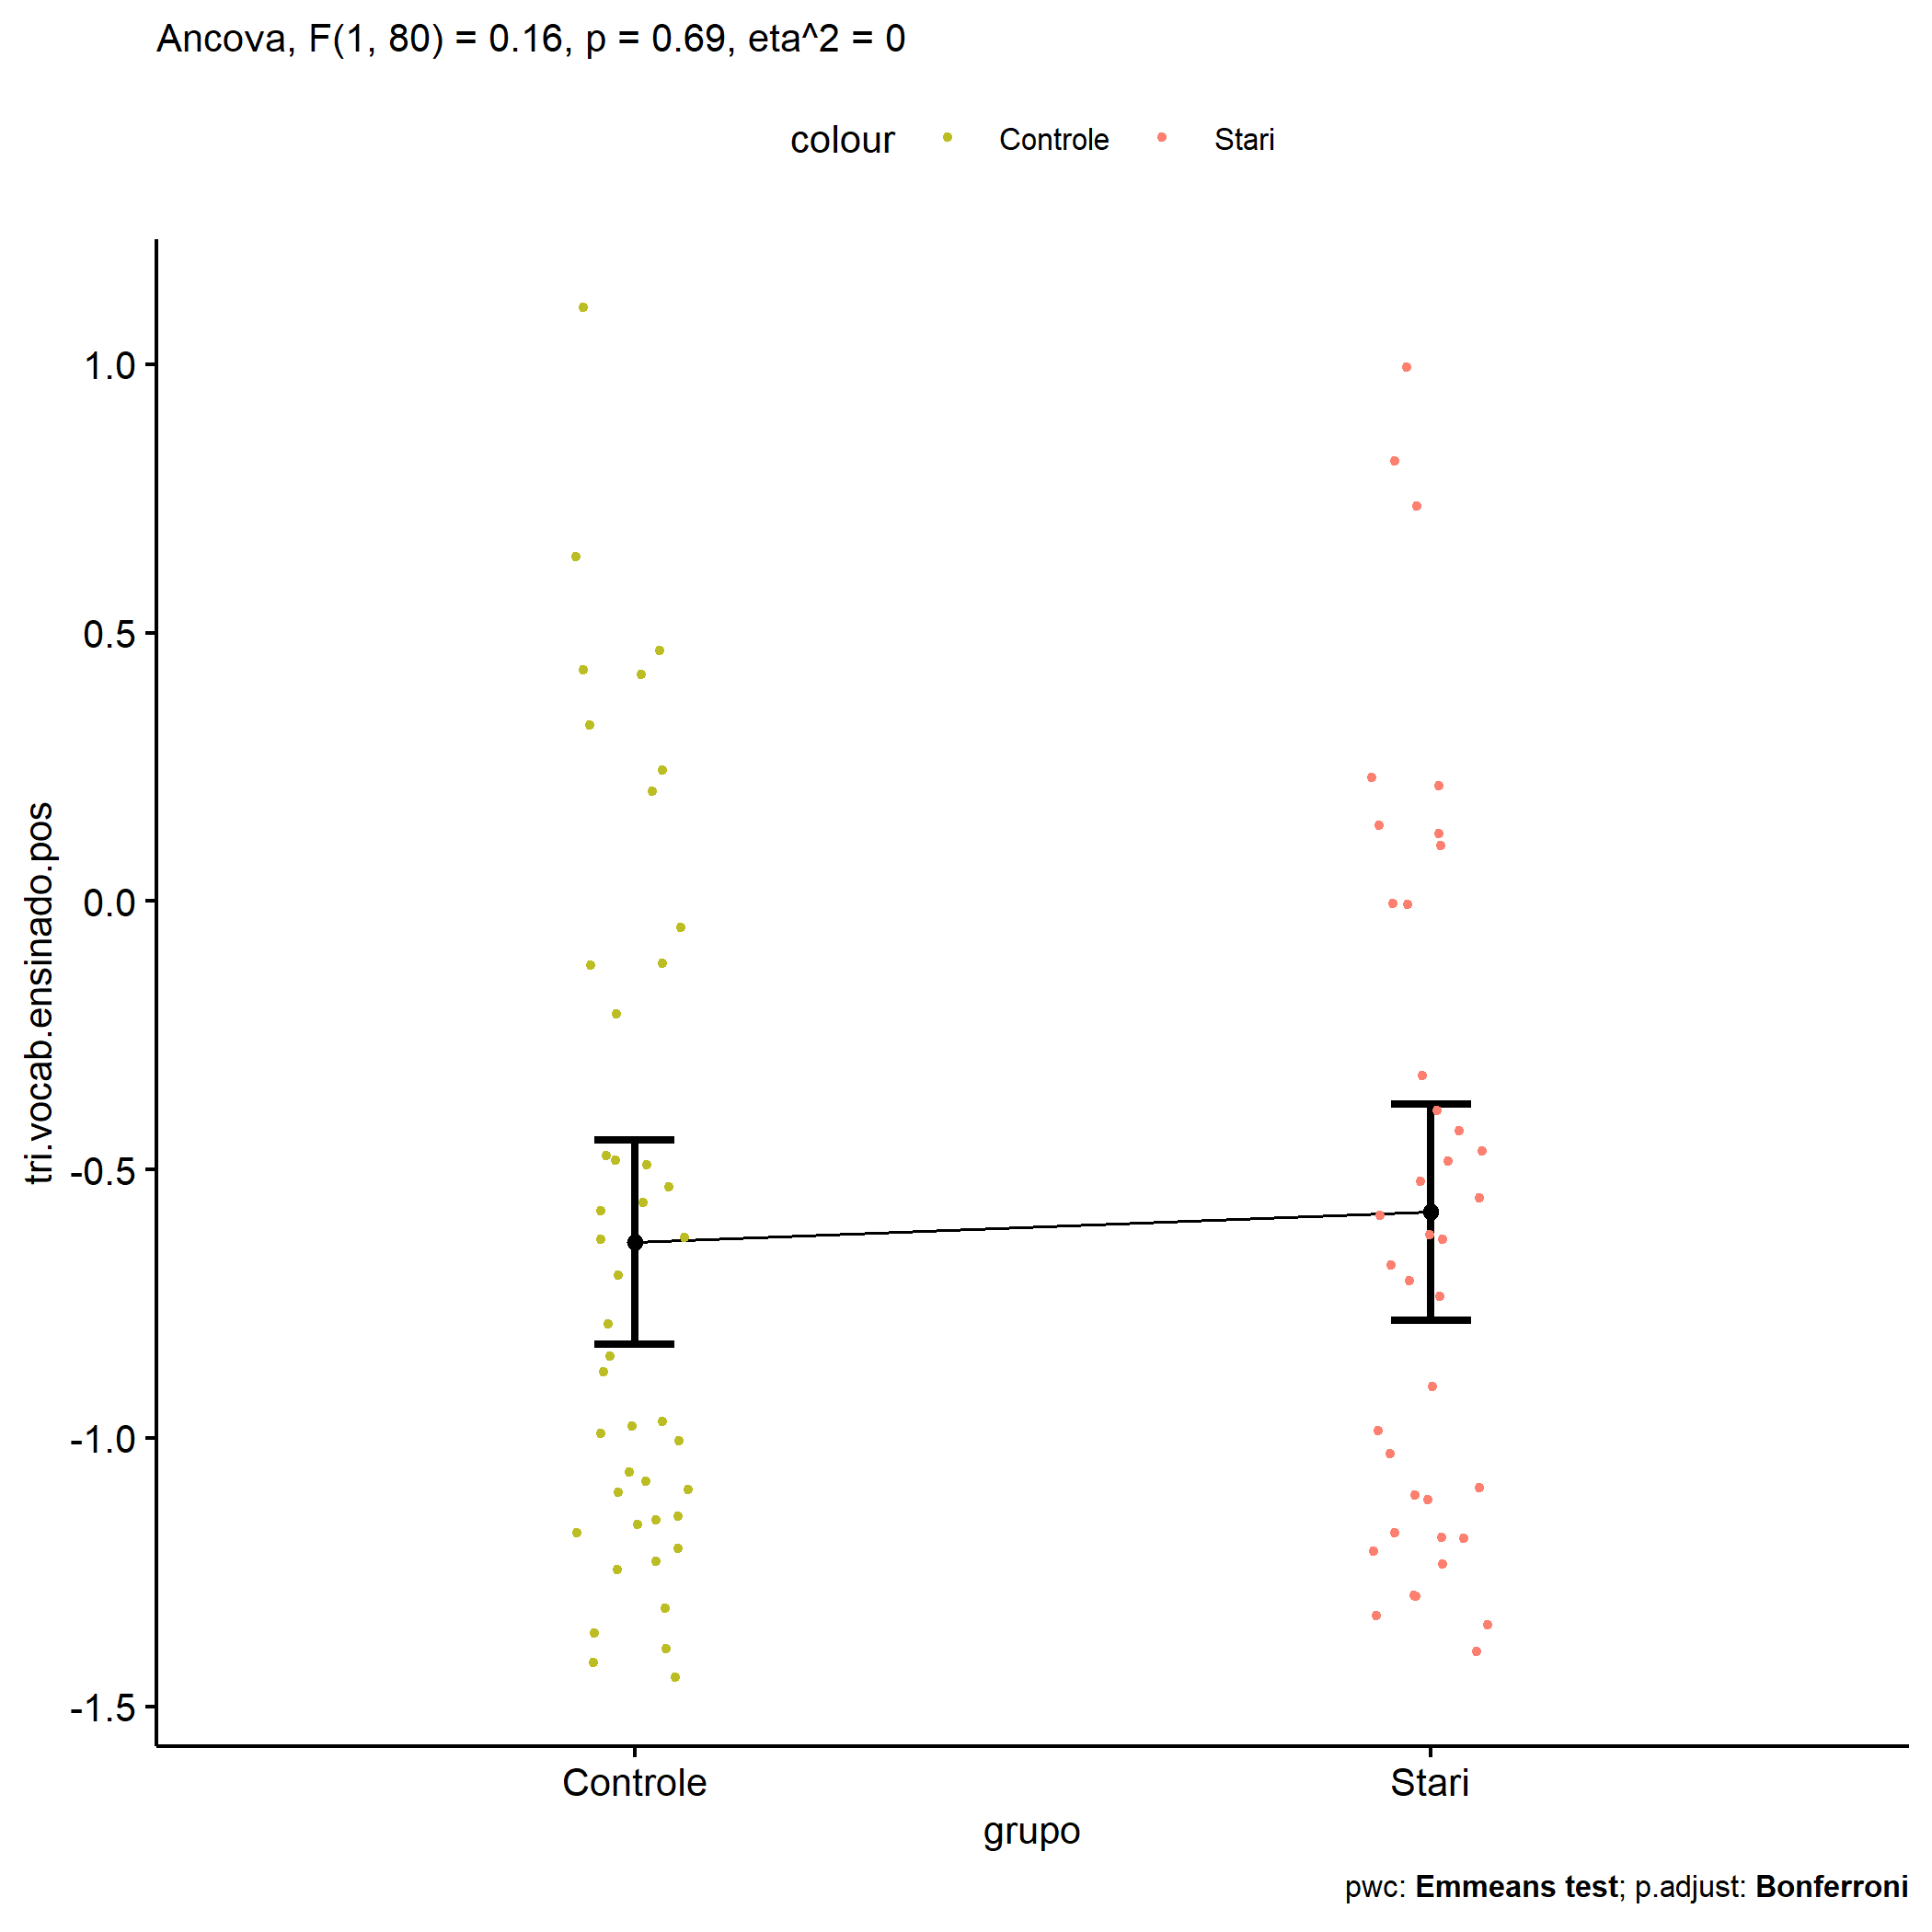 Ancova, F(1, 80) = 0.16, p = 0.69, eta^2 = 0
colour Controle Stari
tri.vocab.ensinado.pos
1.0
0.5
0.0
-0.5
-1.0
-1.5
Controle Stari
grupo
pwc: Emmeans test; p.adjust: Bonferroni